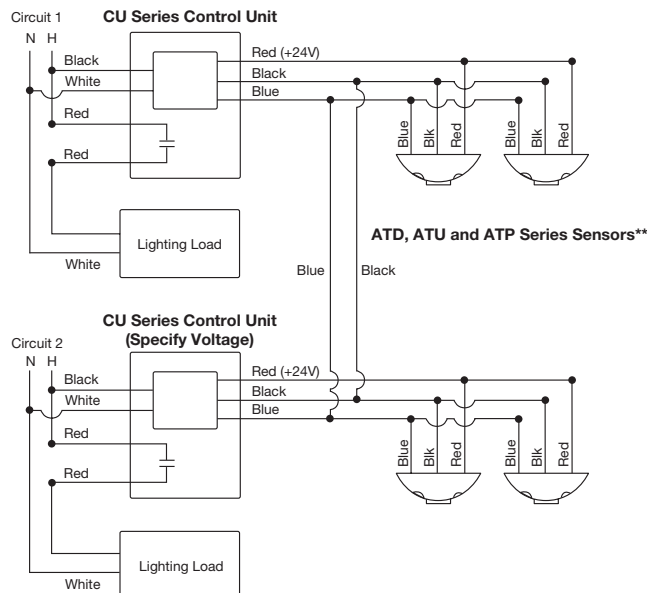 Circuit 1
CU Series Control Unit
N H
Black
White
Red
Red
Red (+24V)
Black
Blue
Blue
Blk
Red
Blue
Blk
Red
Lighting Load
White
ATD, ATU and ATP Series Sensors**
Blue
Black
CU Series Control Unit
(Specify Voltage)
Circuit 2
N H
Black
White
Red
Red
Red (+24V)
Black
Blue
Blue
Blk
Red
Blue
Blk
Red
Lighting Load
White